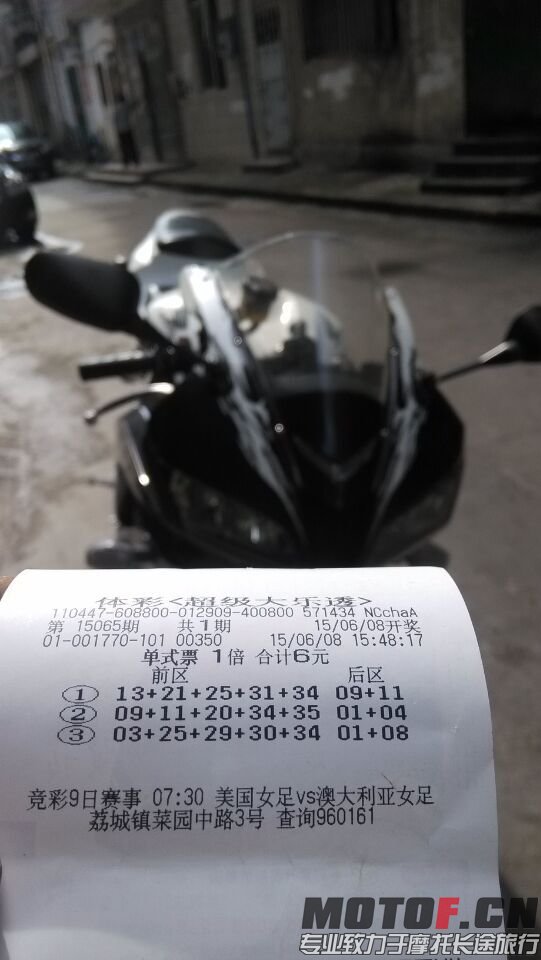 体彩<超级大乐透>
110447-608800-012909-400800 571434 NCchaA
第 15065期 共1期 15/06/08开奖
01-001770-101 00350 15/06/08 15:48:17
单式票 1倍 合计6元
前区 后区
① 13+21+25+31+34 09+11
② 09+11+20+34+35 01+04
③ 03+25+29+30+34 01+08
竞彩9日赛事 07:30 美国女足vs澳大利亚女足
荔城镇菜园中路3号 查询960161
MOTOF.CN
专业致力于摩托长途旅行